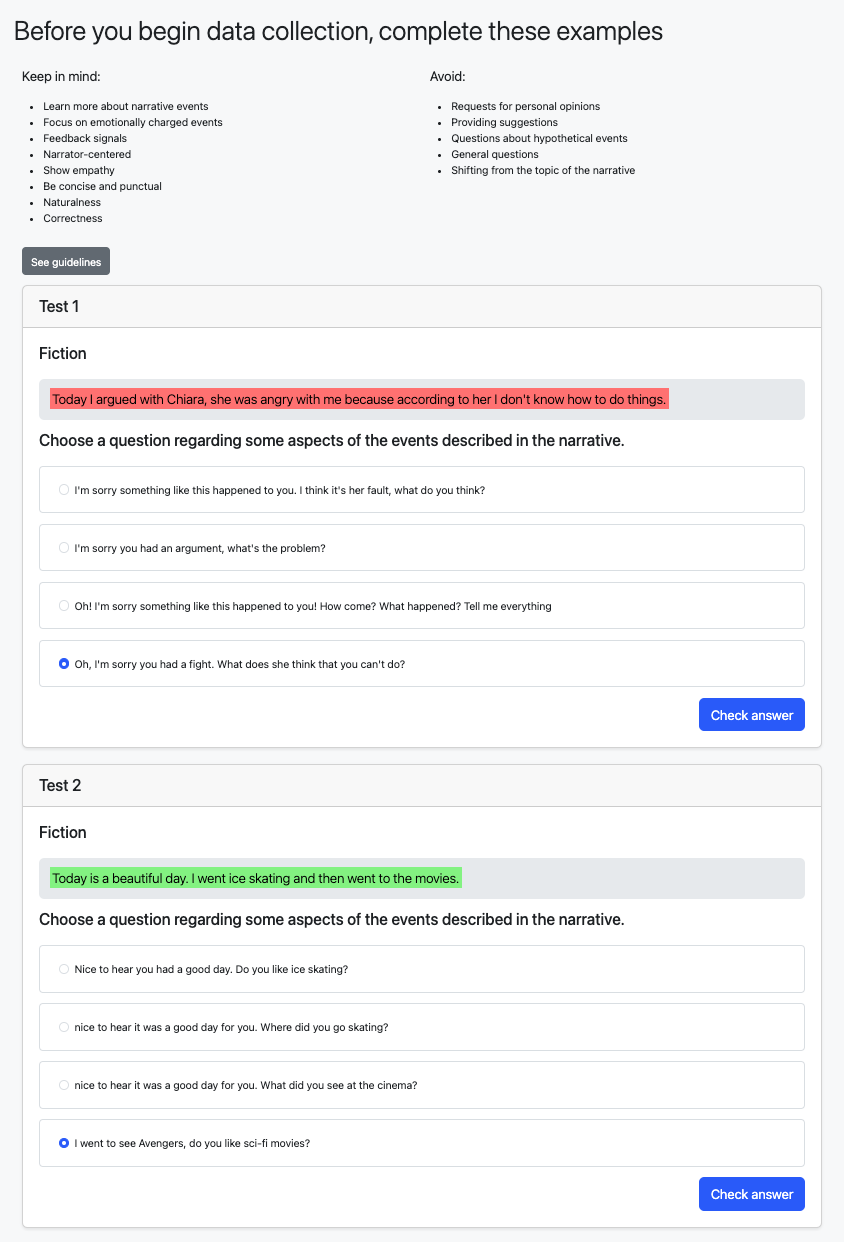 Before you begin data collection, complete these examples
Keep in mind:
Learn more about narrative events
Focus on emotionally charged events
Feedback signals
Narrator-centered
Show empathy
Be concise and punctual
Naturalness
Correctness
Avoid:
Requests for personal opinions
Providing suggestions
Questions about hypothetical events
General questions
Shifting from the topic of the narrative
See guidelines
Test 1
Fiction
Today I argued with Chiara, she was angry with me because according to her I don't know how to do things.
Choose a question regarding some aspects of the events described in the narrative.
I'm sorry something like this happened to you. I think it's her fault, what do you think?
I'm sorry you had an argument, what's the problem?
Oh! I'm sorry something like this happened to you! How come? What happened? Tell me everything
Oh, I'm sorry you had a fight. What does she think that you can't do?
Check answer
Test 2
Fiction
Today is a beautiful day. I went ice skating and then went to the movies.
Choose a question regarding some aspects of the events described in the narrative.
Nice to hear you had a good day. Do you like ice skating?
nice to hear it was a good day for you. Where did you go skating?
nice to hear it was a good day for you. What did you see at the cinema?
I went to see Avengers, do you like sci-fi movies?
Check answer